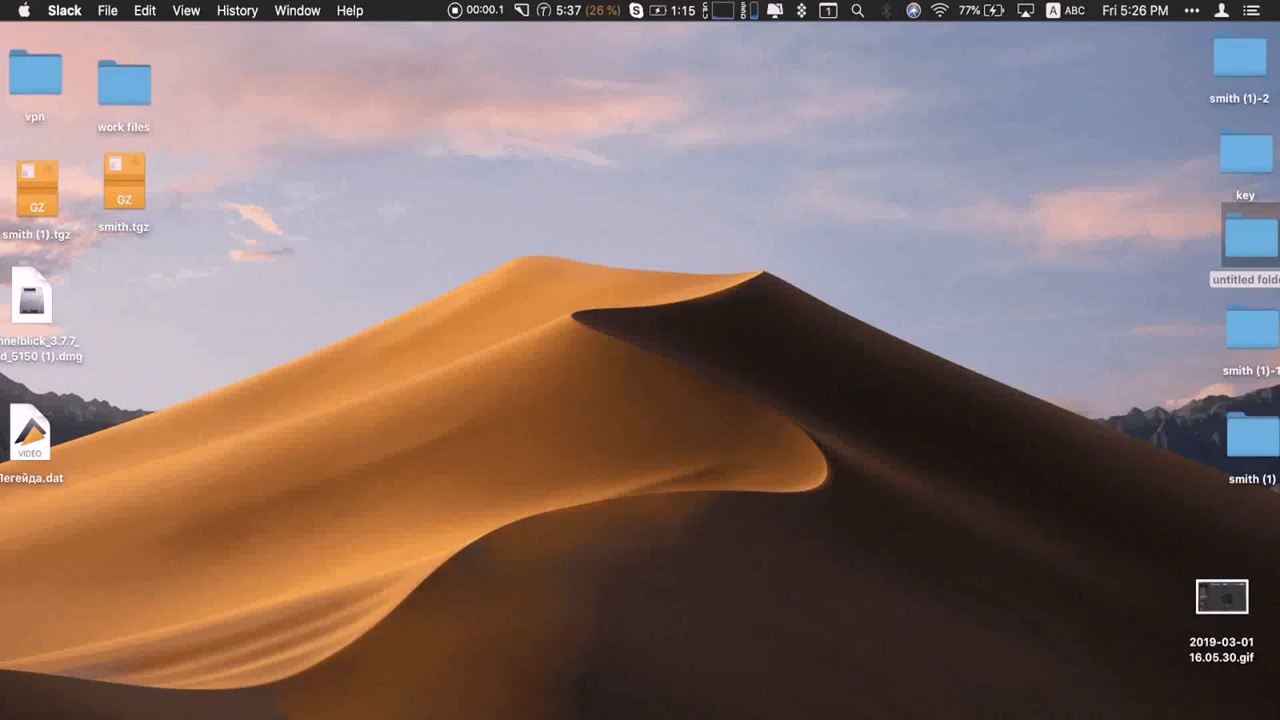 Slack File Edit View History Window Help 00:00.1 5:37 (26 %) 1:15 CPU SSD 1 77% A ABC Fri 5:26 PM
vpn
work files
smith (1)-2
GZ
GZ
smith (1).tgz
smith.tgz
key
untitled folde
nnelblick_3.7.7_
d_5150 (1).dmg
smith (1)-1
VIDEO
Легейда.dat
smith (1)
2019-03-01
16.05.30.gif